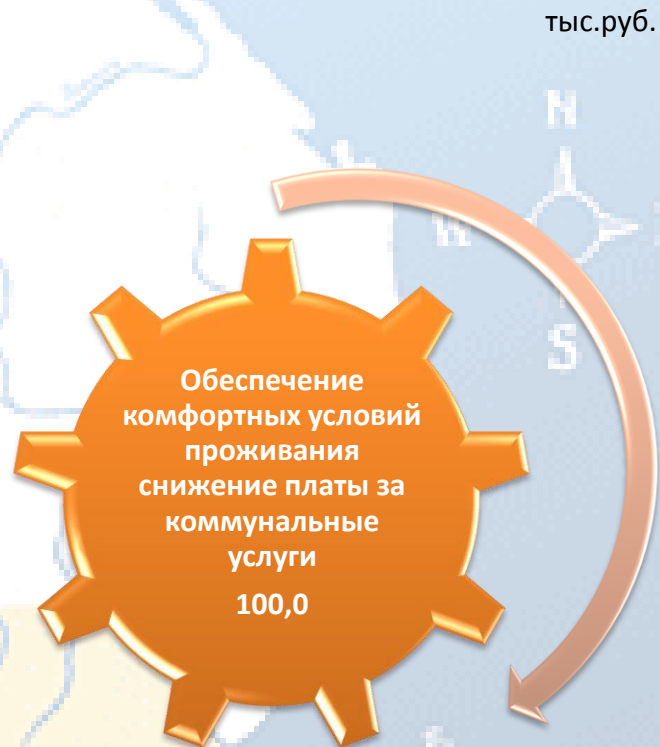 тыс.руб.
N
W
S
Обеспечение
комфортных условий
проживания
снижение платы за
коммунальные
услуги
100,0